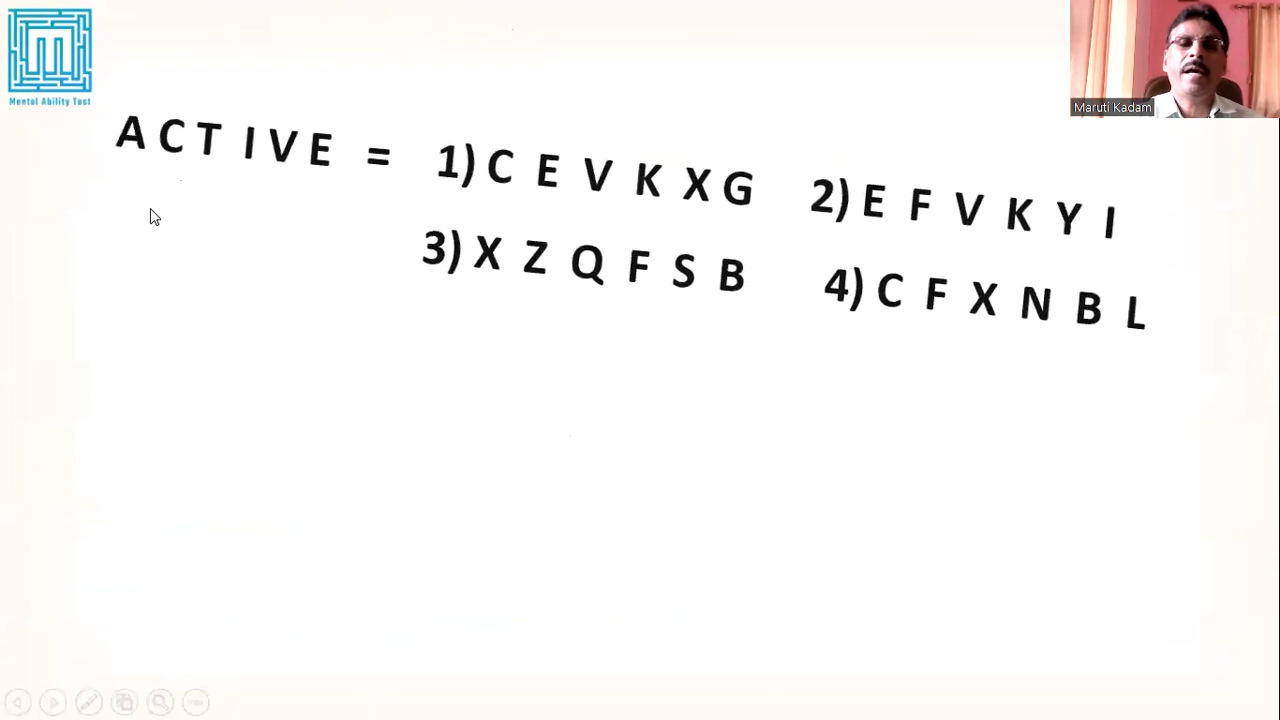 Mental Ability Test
Maruti Kadam
A C T I V E = 1) C E V K X G 2) E F V K Y I
3) X Z Q F S B 4) C F X N B L